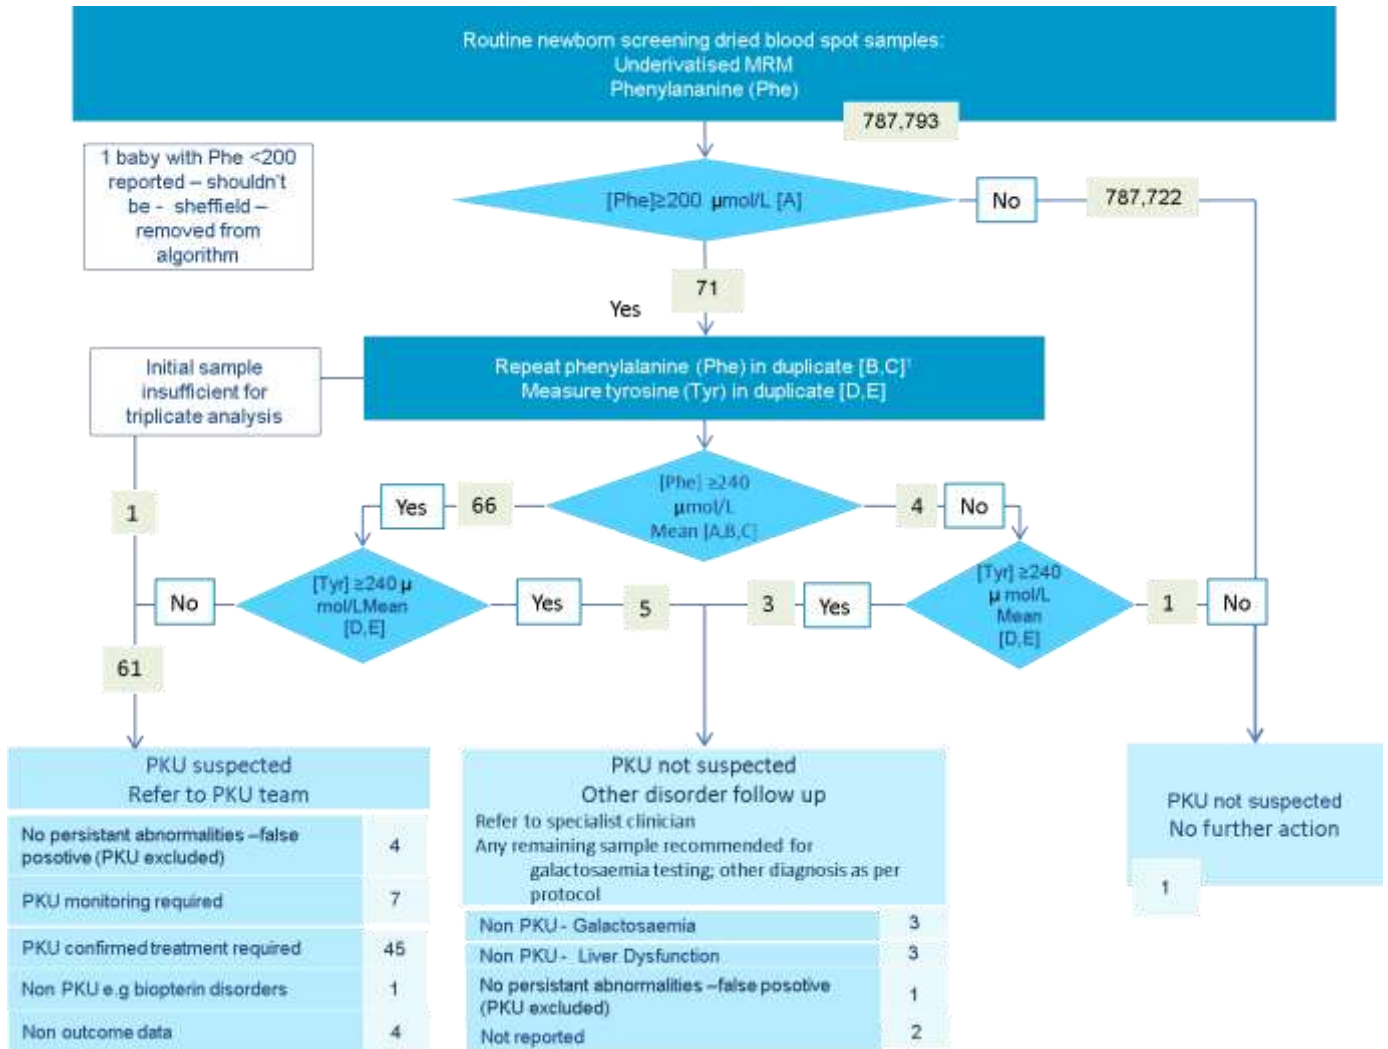 Routine newborn screening dried blood spot samples:
Underivatised MRM
Phenylananine (Phe)
787,793
1 baby with Phe <200
reported – shouldn't
be - sheffield –
removed from
algorithm
[Phe]≥200 µmol/L [A]
No
787,722
71
Yes
Initial sample
insufficient for
triplicate analysis
Repeat phenylalanine (Phe) in duplicate [B,C]¹
Measure tyrosine (Tyr) in duplicate [D,E]
[Phe] ≥240
µmol/L
Mean [A,B,C]
Yes
66
4
No
1
[Tyr] ≥240 µ
mol/LMean
[D,E]
No
Yes
5
3
Yes
[Tyr] ≥240
µ mol/L
Mean
[D,E]
1
No
61
PKU suspected
Refer to PKU team
No persistant abnormalities –false
posotive (PKU excluded)
4
PKU monitoring required
7
PKU confirmed treatment required
45
Non PKU e.g biopterin disorders
1
Non outcome data
4
PKU not suspected
Other disorder follow up
Refer to specialist clinician
Any remaining sample recommended for
galactosaemia testing; other diagnosis as per
protocol
Non PKU - Galactosaemia
3
Non PKU - Liver Dysfunction
3
No persistant abnormalities –false posotive
(PKU excluded)
1
Not reported
2
PKU not suspected
No further action
1